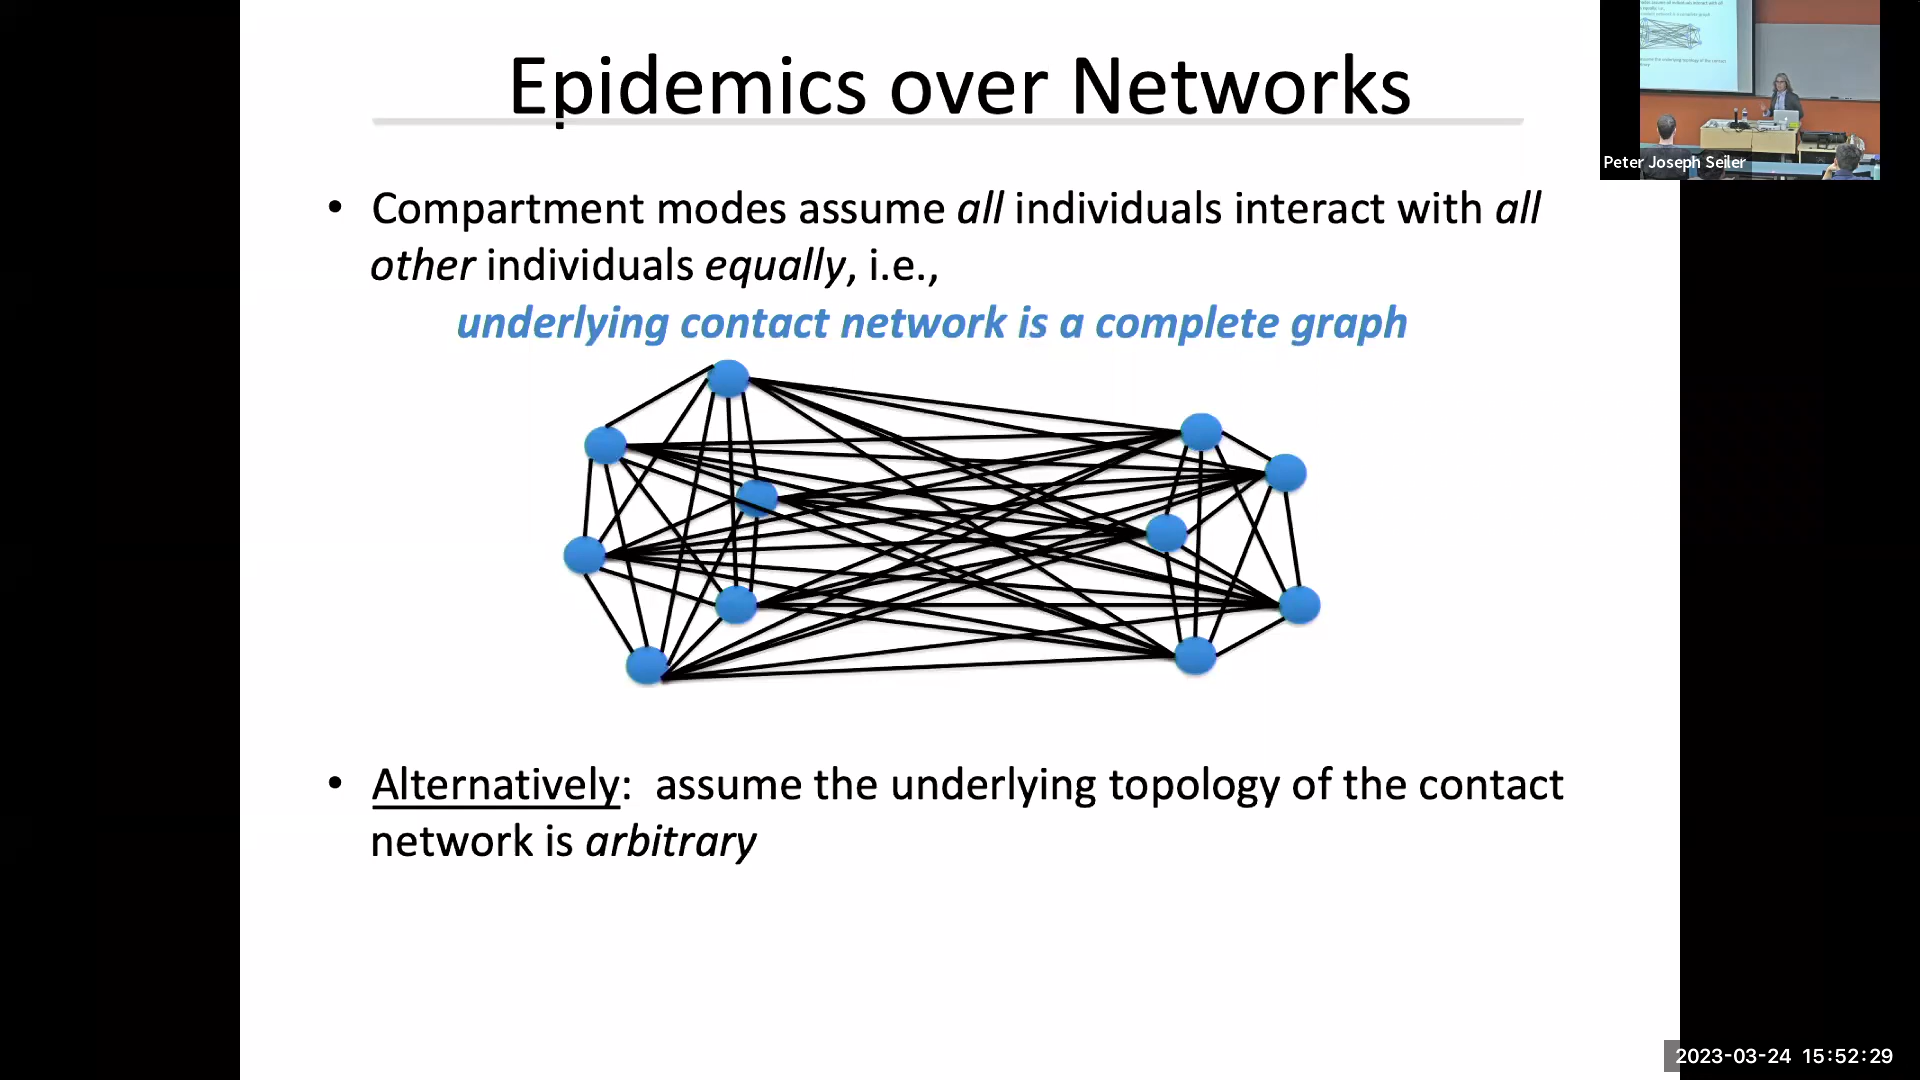 Epidemics over Networks
• Compartment modes assume all individuals interact with all
other individuals equally, i.e.,
underlying contact network is a complete graph
• Alternatively: assume the underlying topology of the contact
network is arbitrary
Peter Joseph Seiler
2023-03-24 15:52:29